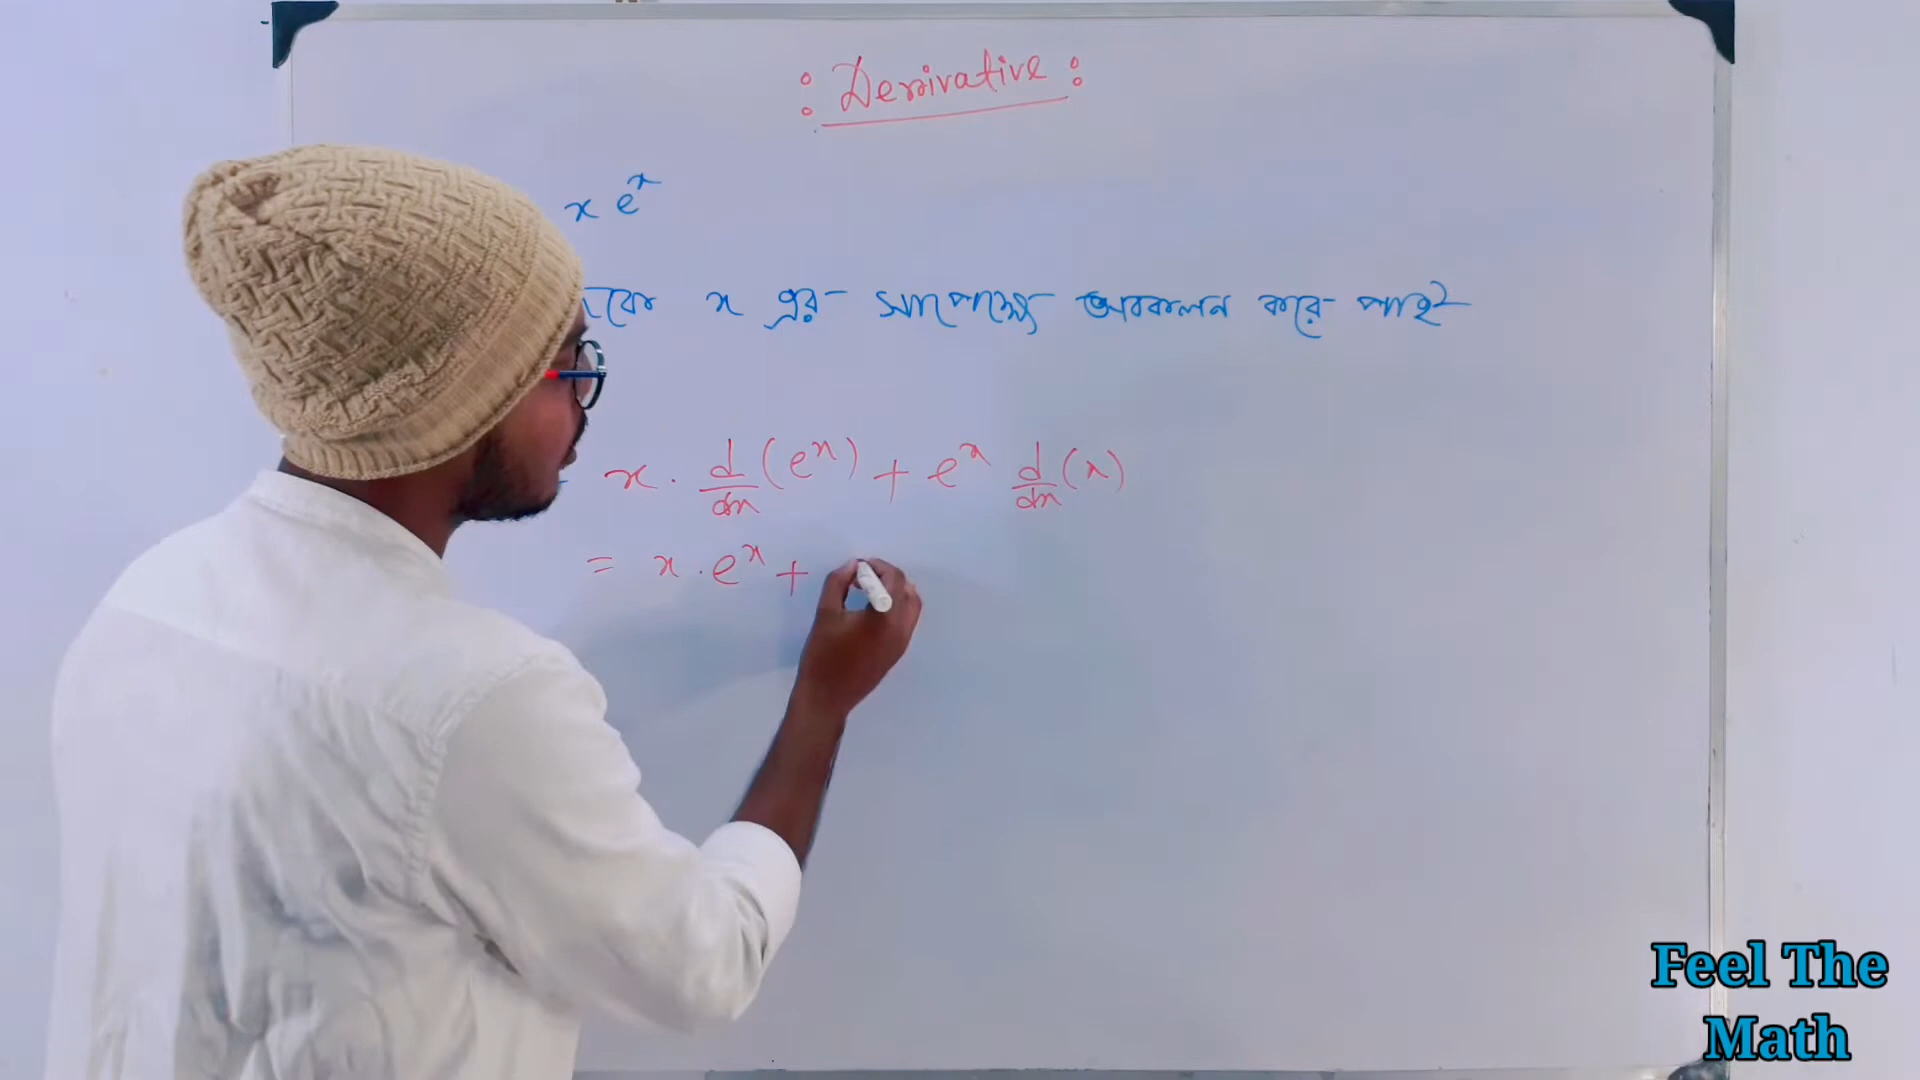 : Derivative :
x e^x
x এর সাপেক্ষে অবকলন করে পাই
x . d/dx (e^x) + e^x d/dx (x)
= x . e^x +
Feel The
Math